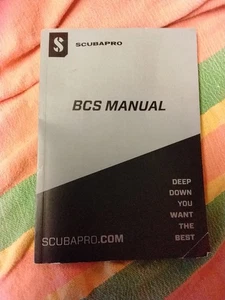 S SCUBAPRO
BCS MANUAL
DEEP
DOWN
YOU
WANT
THE
BEST
SCUBAPRO.COM